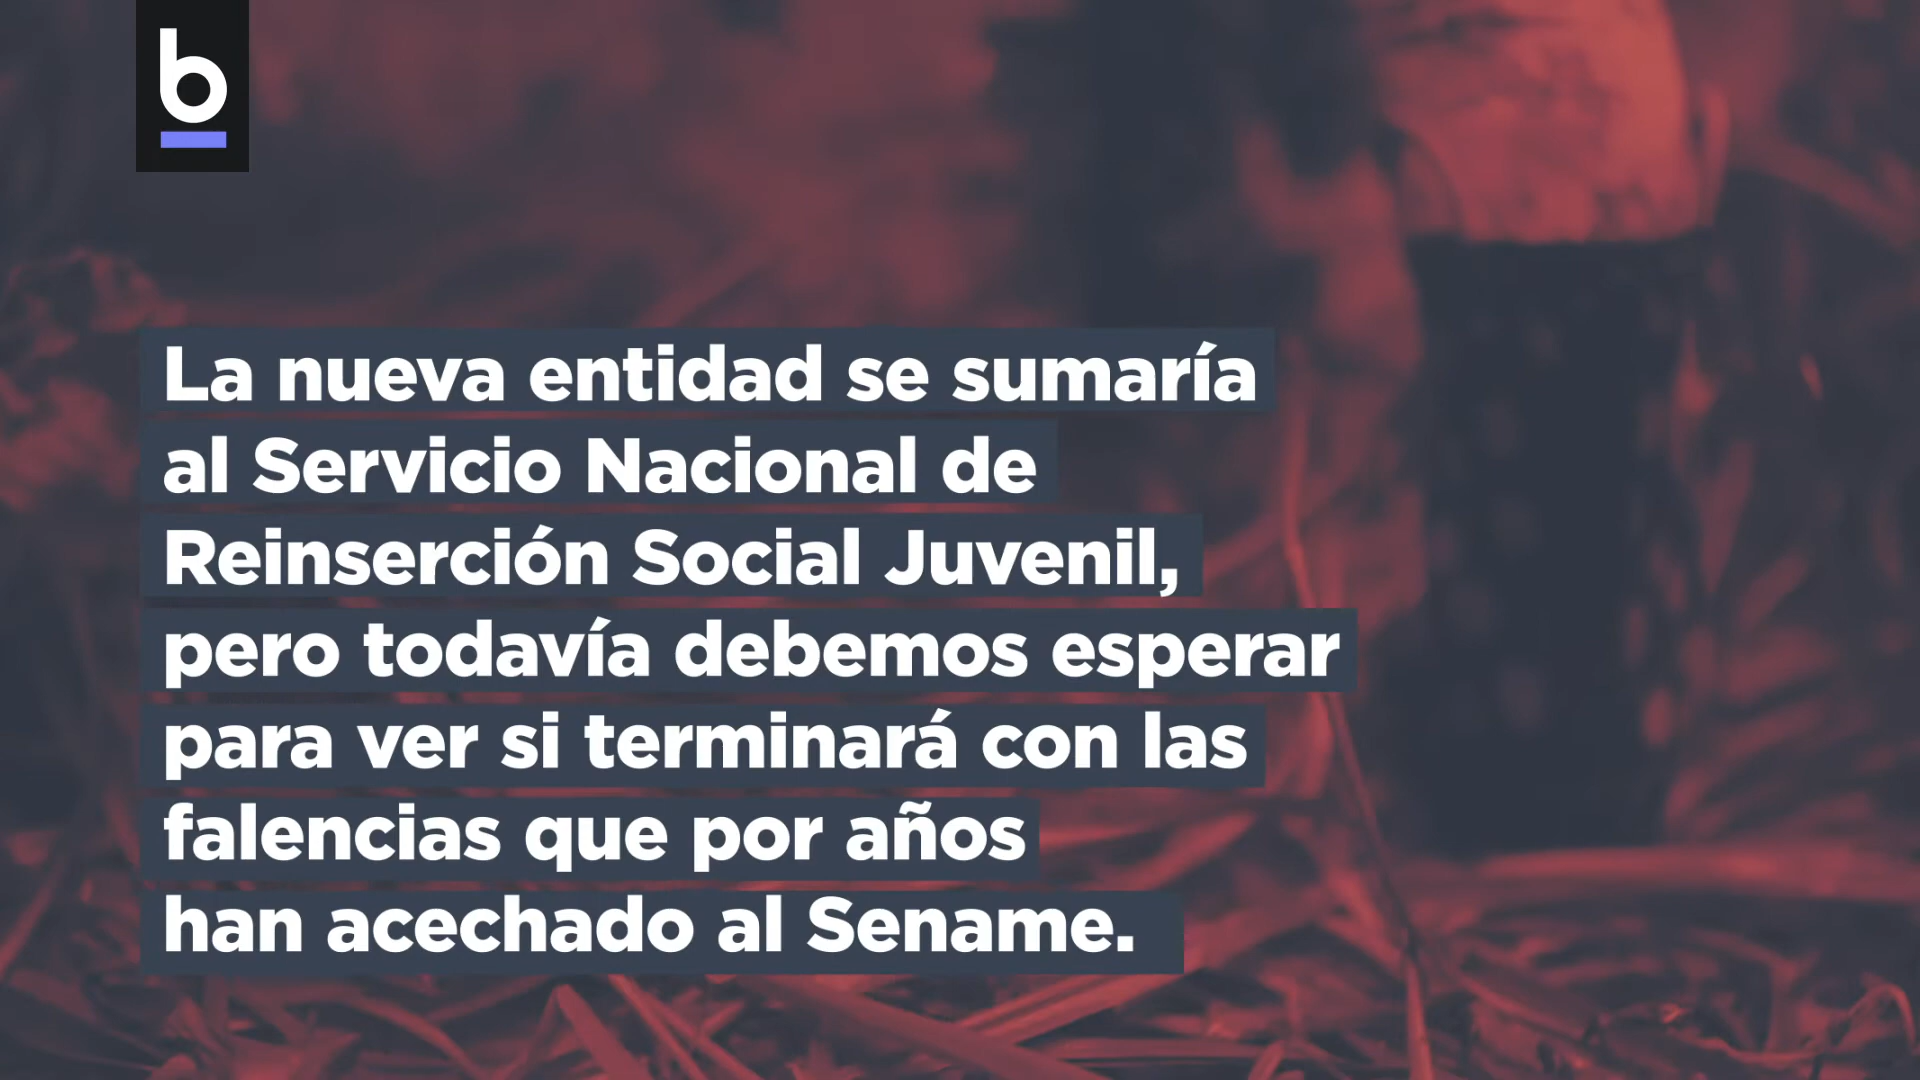 b
La nueva entidad se sumaría
al Servicio Nacional de
Reinserción Social Juvenil,
pero todavía debemos esperar
para ver si terminará con las
falencias que por años
han acechado al Sename.